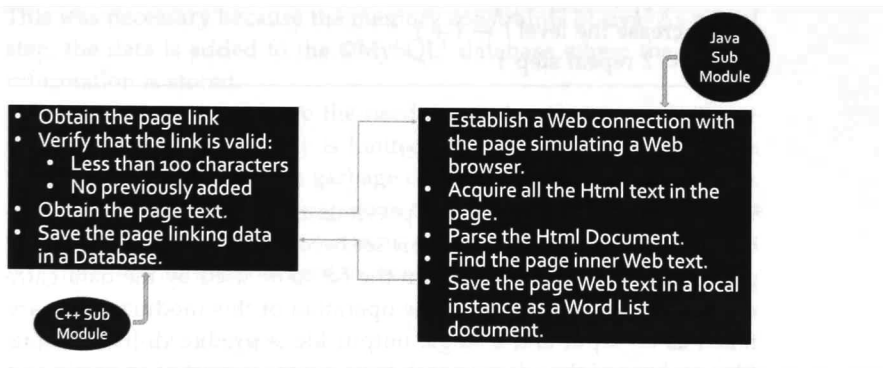 Java
Sub
Module
• Obtain the page link
• Verify that the link is valid:
• Less than 100 characters
• No previously added
• Obtain the page text.
• Save the page linking data
in a Database.
• Establish a Web connection with
the page simulating a Web
browser.
• Acquire all the Html text in the
page.
• Parse the Html Document.
• Find the page inner Web text.
• Save the page Web text in a local
instance as a Word List
document.
C++ Sub
Module